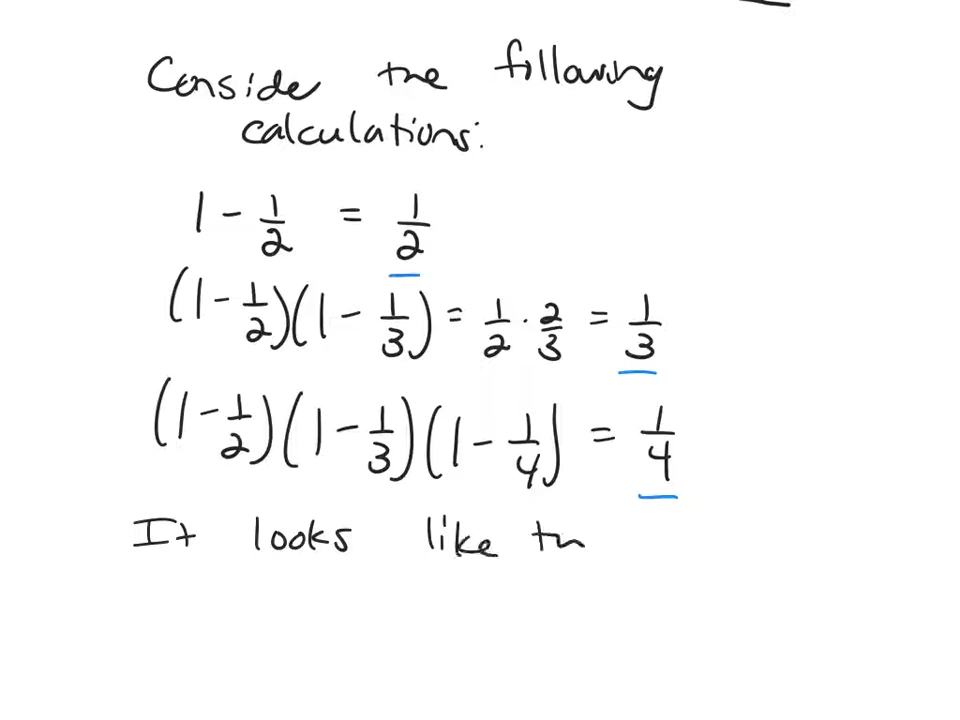 Consider the following
calculations:
1 - 1/2 = 1/2
(1 - 1/2)(1 - 1/3) = 1/2 · 2/3 = 1/3
(1 - 1/2)(1 - 1/3)(1 - 1/4) = 1/4
It looks like th